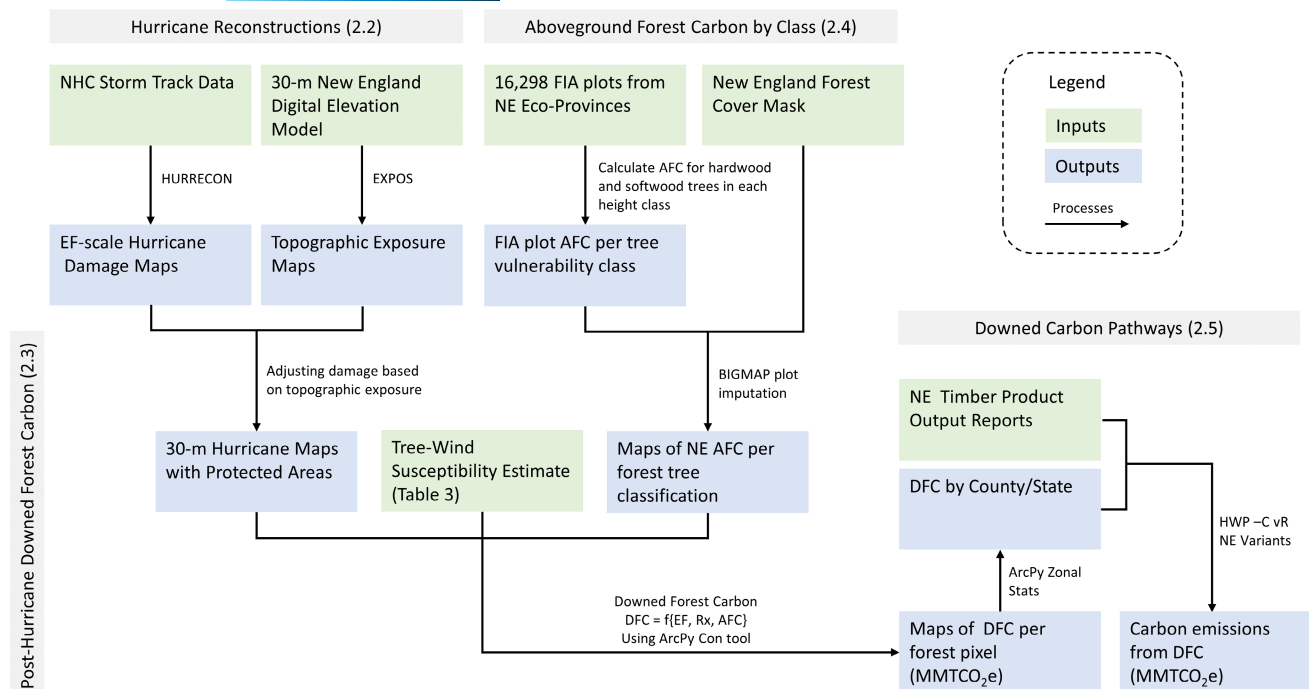 Hurricane Reconstructions (2.2)
Aboveground Forest Carbon by Class (2.4)
NHC Storm Track Data
30-m New England
Digital Elevation
Model
16,298 FIA plots from
NE Eco-Provinces
New England Forest
Cover Mask
Legend
Inputs
Outputs
Processes
HURRECON
EXPOS
Calculate AFC for hardwood
and softwood trees in each
height class
EF-scale Hurricane
Damage Maps
Topographic Exposure
Maps
FIA plot AFC per tree
vulnerability class
Post-Hurricane Downed Forest Carbon (2.3)
Adjusting damage based
on topographic exposure
BIGMAP plot
imputation
30-m Hurricane Maps
with Protected Areas
Tree-Wind
Susceptibility Estimate
(Table 3)
Maps of NE AFC per
forest tree
classification
Downed Forest Carbon
DFC = f{EF, Rx, AFC}
Using ArcPy Con tool
Downed Carbon Pathways (2.5)
NE Timber Product
Output Reports
DFC by County/State
HWP –C vR
NE Variants
ArcPy Zonal
Stats
Maps of DFC per
forest pixel
(MMTCO₂e)
Carbon emissions
from DFC
(MMTCO₂e)